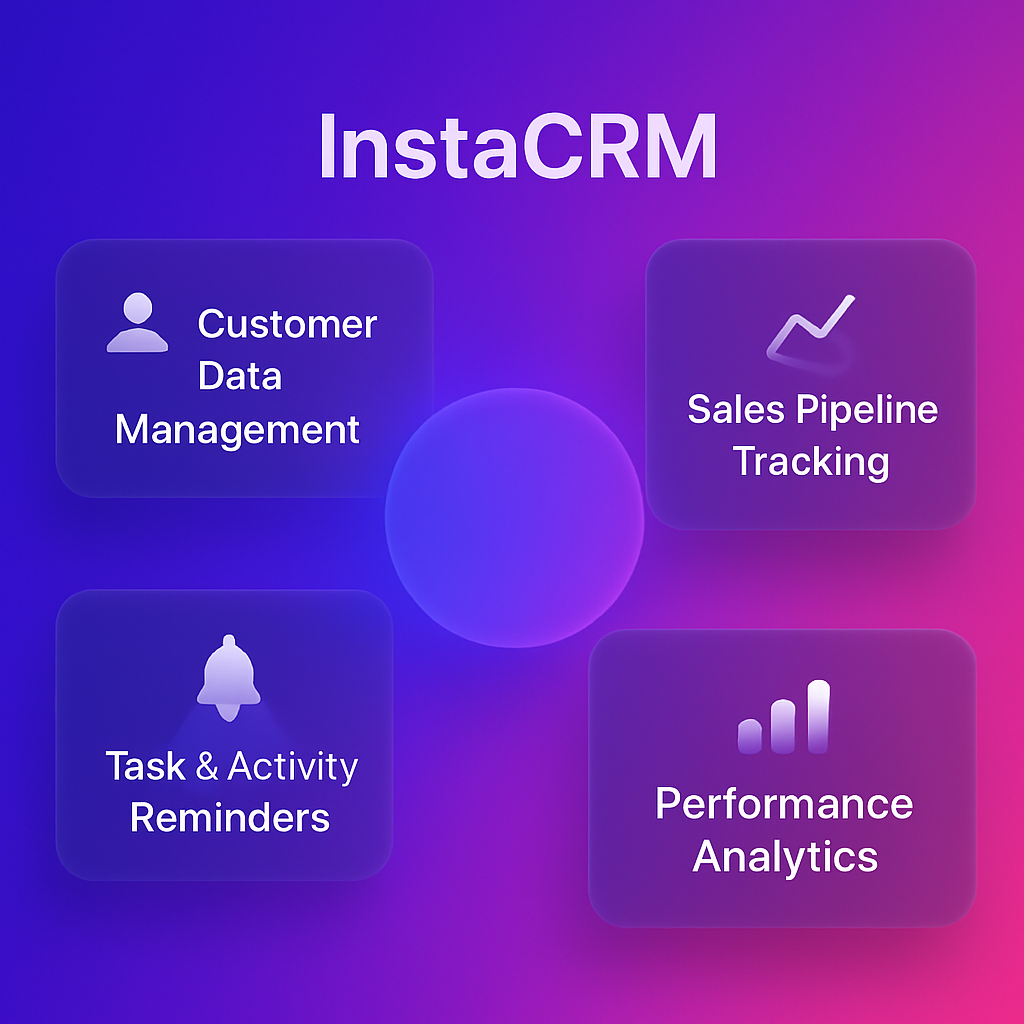 InstaCRM
Customer
Data
Management
Sales Pipeline
Tracking
Task & Activity
Reminders
Performance
Analytics